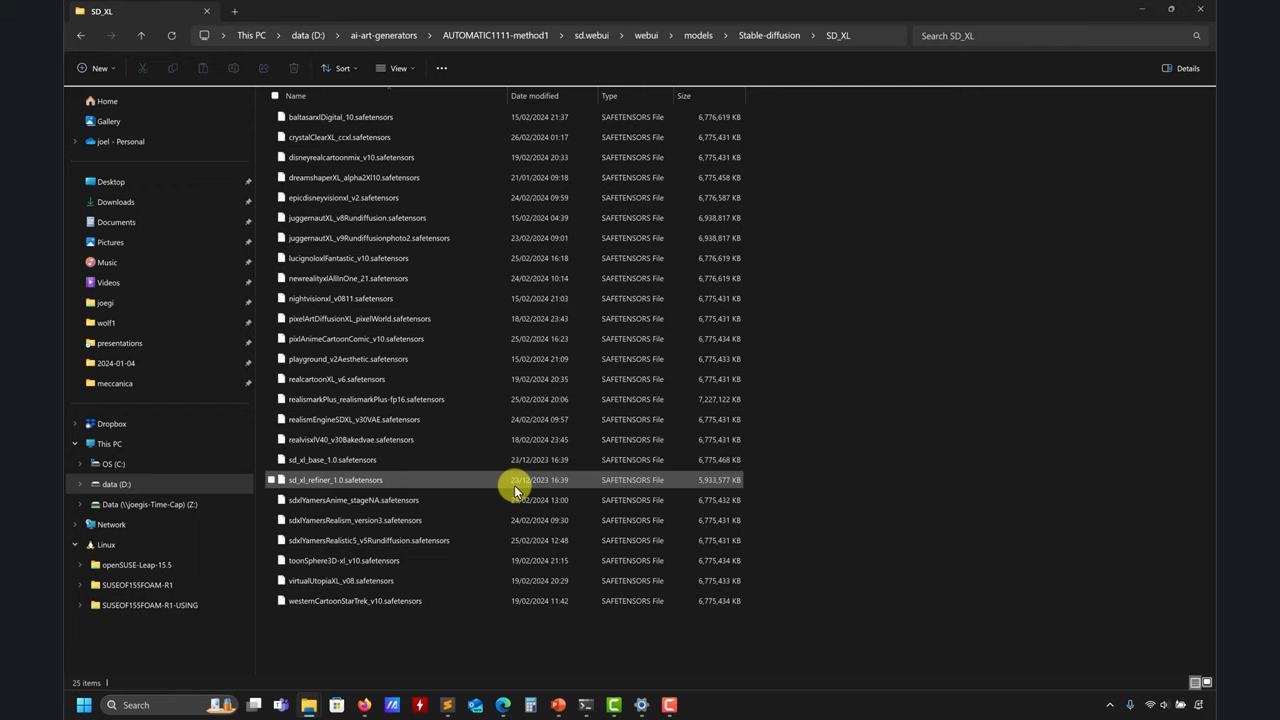 SD_XL
This PC > data (D:) > ai-art-generators > AUTOMATIC1111-method1 > sd.webui > webui > models > Stable-diffusion > SD_XL
Search SD_XL
New
Sort
View
Details
Name Date modified Type Size
baltasarxlDigital_10.safetensors 15/02/2024 21:37 SAFETENSORS File 6,776,619 KB
crystalClearXL_ccxl.safetensors 26/02/2024 01:17 SAFETENSORS File 6,775,431 KB
disneyrealcartoonmix_v10.safetensors 19/02/2024 20:33 SAFETENSORS File 6,775,431 KB
dreamshaperXL_alpha2Xl10.safetensors 21/01/2024 09:18 SAFETENSORS File 6,775,458 KB
epicdisneyvisionxl_v2.safetensors 24/02/2024 09:59 SAFETENSORS File 6,776,587 KB
juggernautXL_v8Rundiffusion.safetensors 15/02/2024 04:39 SAFETENSORS File 6,938,817 KB
juggernautXL_v9Rundiffusionphoto2.safetensors 23/02/2024 09:01 SAFETENSORS File 6,938,817 KB
lucignoloxlFantastic_v10.safetensors 25/02/2024 16:18 SAFETENSORS File 6,776,619 KB
newrealityxlAllInOne_21.safetensors 24/02/2024 10:14 SAFETENSORS File 6,776,619 KB
nightvisionxl_v0811.safetensors 15/02/2024 21:03 SAFETENSORS File 6,775,431 KB
pixelArtDiffusionXL_pixelWorld.safetensors 18/02/2024 23:43 SAFETENSORS File 6,775,431 KB
pixlAnimeCartoonComic_v10.safetensors 25/02/2024 16:23 SAFETENSORS File 6,775,431 KB
playground_v2Aesthetic.safetensors 15/02/2024 21:09 SAFETENSORS File 6,775,433 KB
realcartoonXL_v6.safetensors 19/02/2024 20:35 SAFETENSORS File 6,775,431 KB
realismarkPlus_realismarkPlus-fp16.safetensors 25/02/2024 20:06 SAFETENSORS File 7,227,122 KB
realismEngineSDXL_v30VAE.safetensors 24/02/2024 09:57 SAFETENSORS File 6,775,431 KB
realvisxlV40_v30Bakedvae.safetensors 18/02/2024 23:45 SAFETENSORS File 6,775,431 KB
sd_xl_base_1.0.safetensors 23/12/2023 16:39 SAFETENSORS File 6,775,468 KB
sd_xl_refiner_1.0.safetensors 23/12/2023 16:39 SAFETENSORS File 5,933,577 KB
sdxlYamersAnime_stageNA.safetensors 25/02/2024 13:00 SAFETENSORS File 6,775,432 KB
sdxlYamersRealism_version3.safetensors 24/02/2024 09:30 SAFETENSORS File 6,775,431 KB
sdxlYamersRealistic5_v5Rundiffusion.safetensors 25/02/2024 12:48 SAFETENSORS File 6,775,431 KB
toonSphere3D-xl_v10.safetensors 19/02/2024 21:15 SAFETENSORS File 6,775,431 KB
virtualUtopiaXL_v08.safetensors 19/02/2024 20:29 SAFETENSORS File 6,775,433 KB
westernCartoonStarTrek_v10.safetensors 19/02/2024 11:42 SAFETENSORS File 6,775,434 KB
Home
Gallery
joel - Personal
Desktop
Downloads
Documents
Pictures
Music
Videos
joegi
wolf1
presentations
2024-01-04
meccanica
Dropbox
This PC
OS (C:)
data (D:)
Data (\\joegis-Time-Cap) (Z:)
Network
Linux
openSUSE-Leap-15.5
SUSEOF155FOAM-R1
SUSEOF155FOAM-R1-USING
25 items
Search